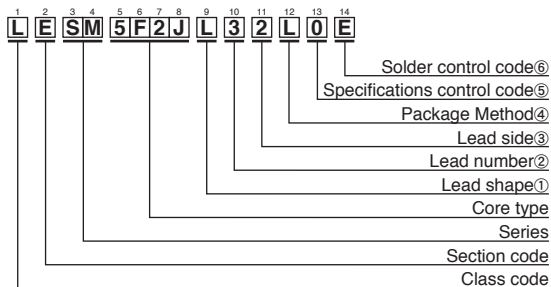 1 2 3 4 5 6 7 8 9 10 11 12 13 14
L E S M 5 F 2 J L 3 2 L 0 E
Solder control code⑥
Specifications control code⑤
Package Method④
Lead side③
Lead number②
Lead shape①
Core type
Series
Section code
Class code